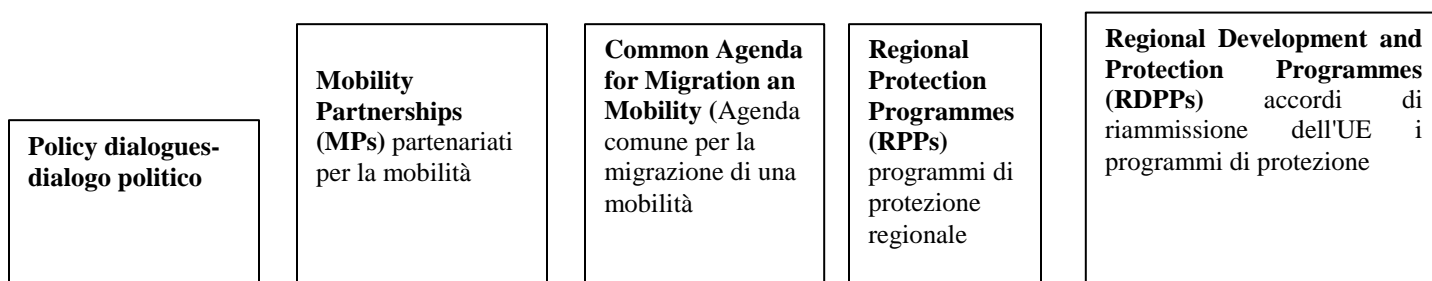 Policy dialogues-
dialogo politico
Mobility
Partnerships
(MPs) partenariati
per la mobilità
Common Agenda
for Migration an
Mobility (Agenda
comune per la
migrazione di una
mobilità
Regional
Protection
Programmes
(RPPs)
programmi di
protezione
regionale
Regional Development and
Protection Programmes
(RDPPs) accordi di
riammissione dell'UE i
programmi di protezione